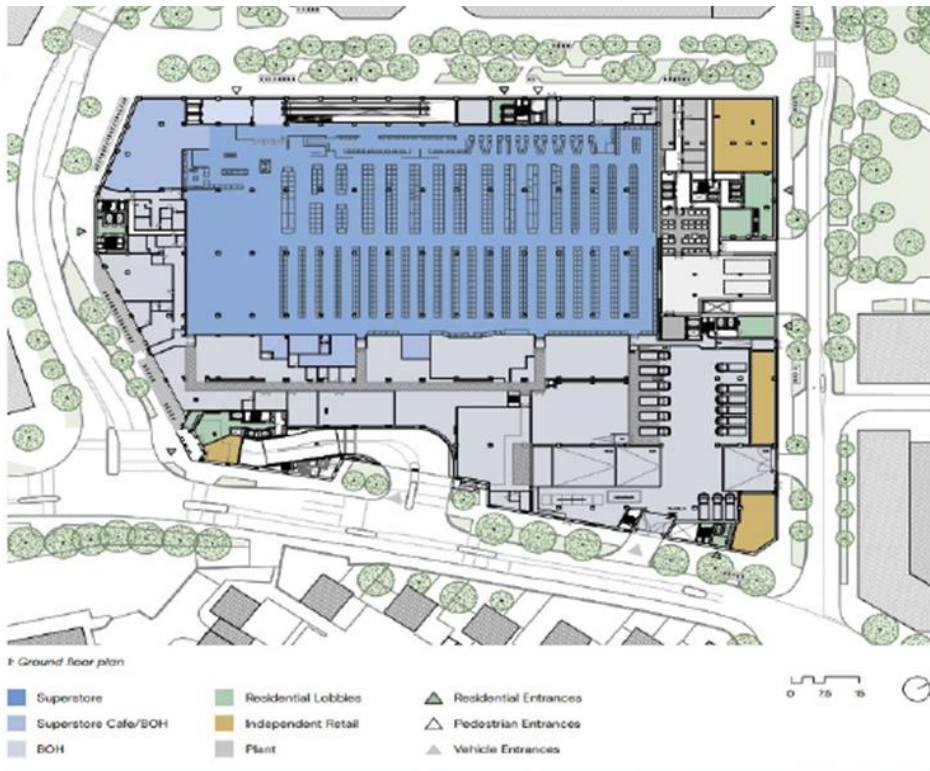 1: Ground floor plan
Superstore
Superstore Cafe/BOH
BOH
Residential Lobbies
Independent Retail
Plant
Residential Entrances
Pedestrian Entrances
Vehicle Entrances
0 7.5 15